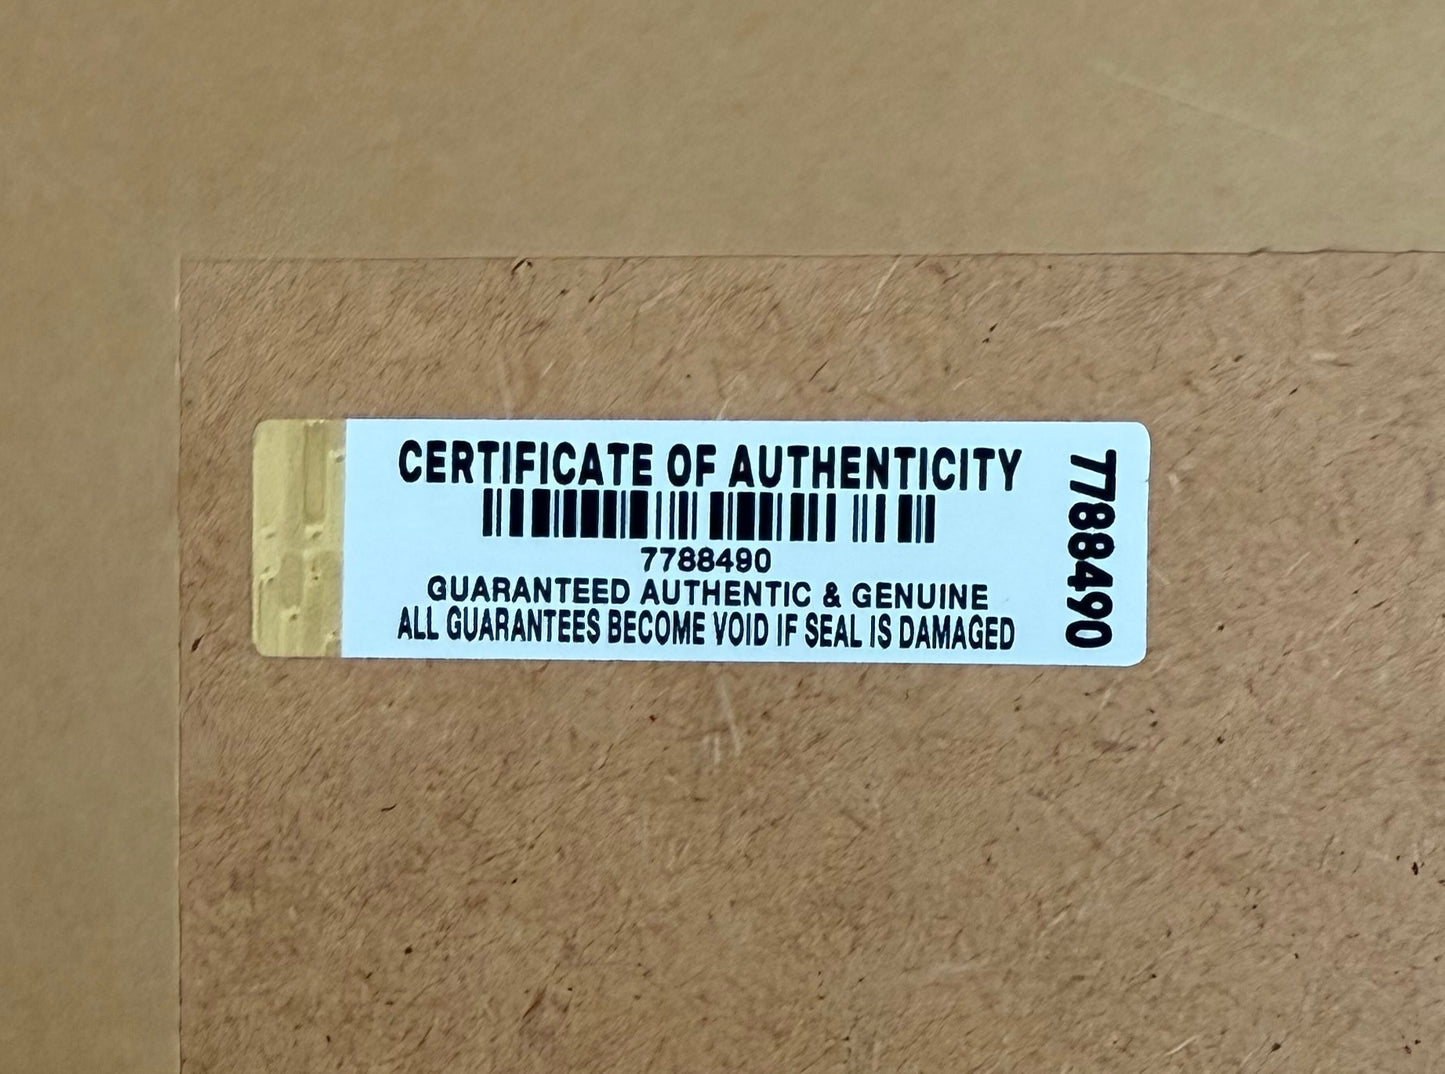 CERTIFICATE OF AUTHENTICITY
7788490
GUARANTEED AUTHENTIC & GENUINE
ALL GUARANTEES BECOME VOID IF SEAL IS DAMAGED
7788490